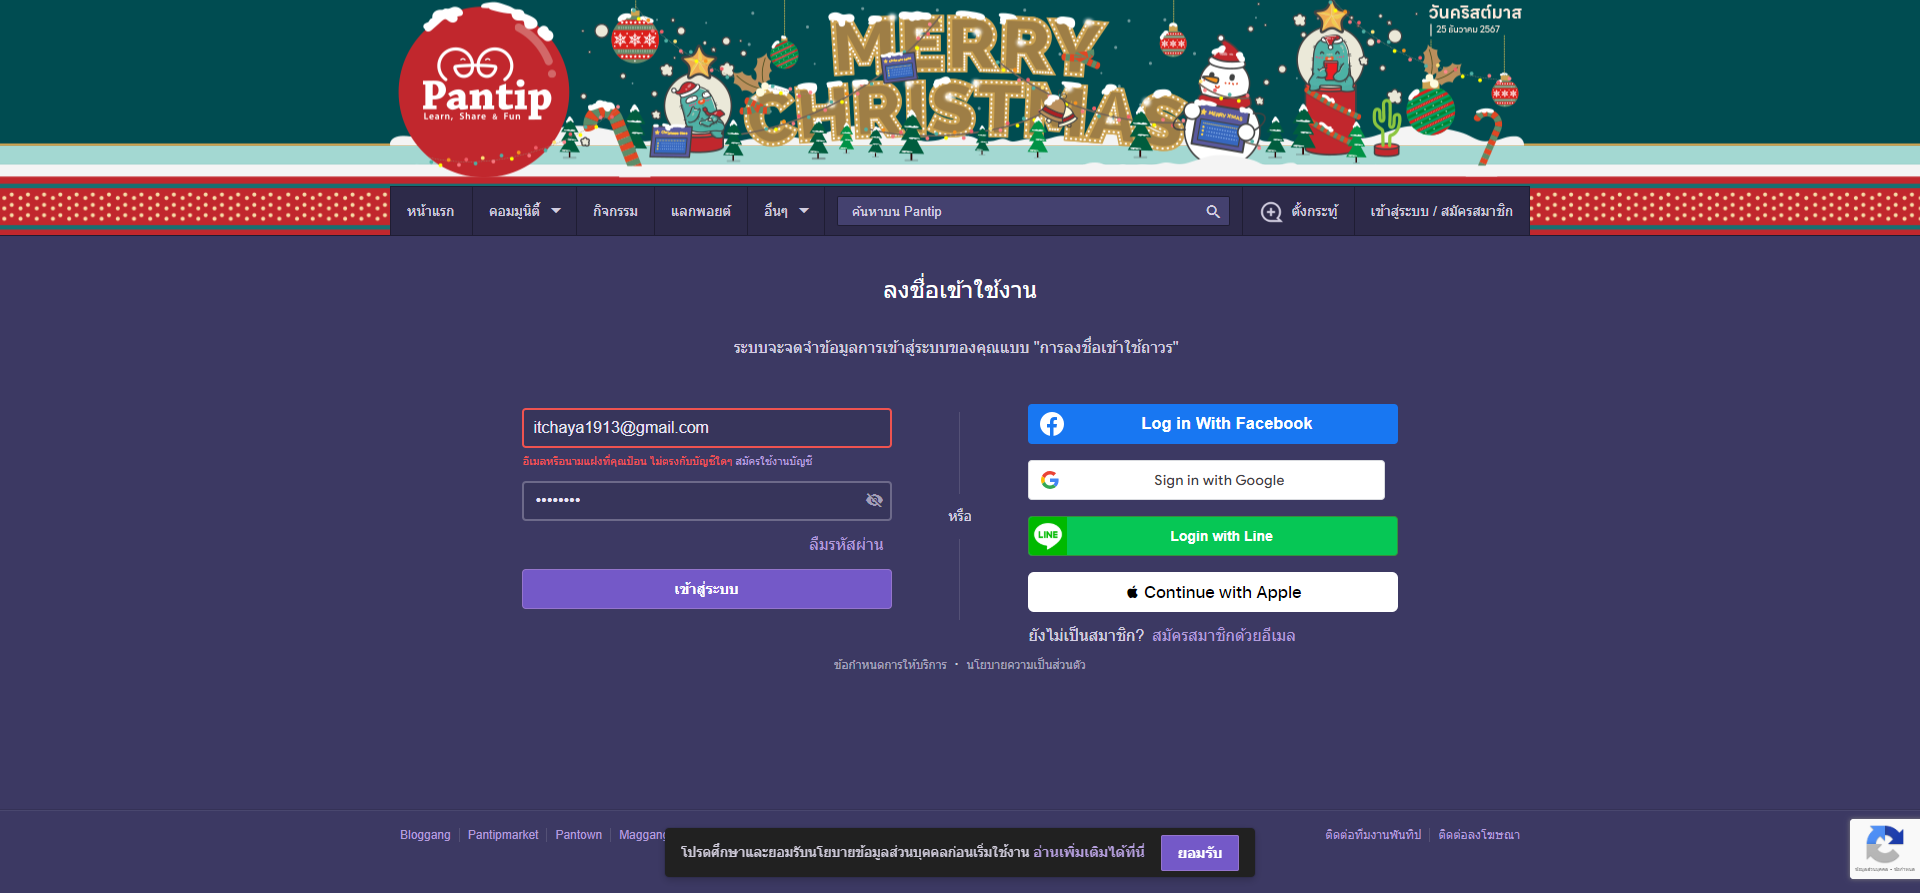 Pantip
Learn, Share & Fun
MERRY
CHRISTMAS
วันคริสต์มาส
25 ธันวาคม 2567
หน้าแรก
คอมมูนิตี้
กิจกรรม
แลกพอยต์
อื่นๆ
ค้นหาบน Pantip
ตั้งกระทู้
เข้าสู่ระบบ / สมัครสมาชิก
ลงชื่อเข้าใช้งาน
ระบบจะจดจำข้อมูลการเข้าสู่ระบบของคุณแบบ "การลงชื่อเข้าใช้ถาวร"
itchaya1913@gmail.com
อีเมลหรือนามแฝงที่คุณป้อน ไม่ตรงกับบัญชีใดๆ สมัครใช้งานบัญชี
••••••••
ลืมรหัสผ่าน
เข้าสู่ระบบ
หรือ
Log in With Facebook
Sign in with Google
LINE
Login with Line
Continue with Apple
ยังไม่เป็นสมาชิก? สมัครสมาชิกด้วยอีเมล
ข้อกำหนดการให้บริการ • นโยบายความเป็นส่วนตัว
Bloggang
Pantipmarket
Pantown
Maggang
ติดต่อทีมงานพันทิป
ติดต่อลงโฆษณา
โปรดศึกษาและยอมรับนโยบายข้อมูลส่วนบุคคลก่อนเริ่มใช้งาน อ่านเพิ่มเติมได้ที่นี่
ยอมรับ